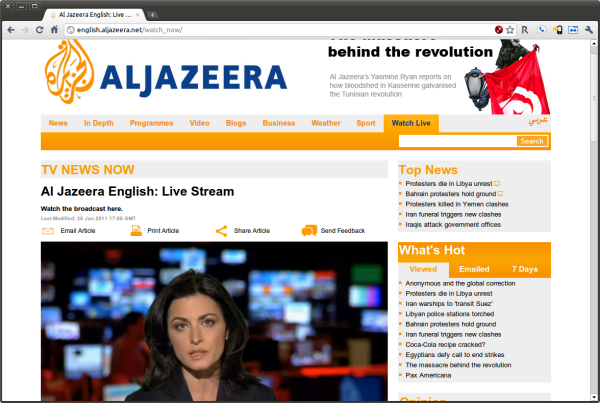 Al Jazeera English: Live ...
english.aljazeera.net/watch_now/
behind the revolution
ALJAZEERA
Al Jazeera's Yasmine Ryan reports on
how bloodshed in Kasserine galvanised
the Tunisian revolution
عربي
News In Depth Programmes Video Blogs Business Weather Sport Watch Live
Search
TV NEWS NOW
Al Jazeera English: Live Stream
Watch the broadcast here.
Last Modified: 28 Jan 2011 17:08 GMT
Email Article Print Article Share Article Send Feedback
Top News
Protesters die in Libya unrest
Bahrain protesters hold ground
Protesters killed in Yemen clashes
Iran funeral triggers new clashes
Iraqis attack government offices
What's Hot
Viewed Emailed 7 Days
Anonymous and the global correction
Protesters die in Libya unrest
Iran warships to 'transit Suez'
Libyan police stations torched
Bahrain protesters hold ground
Iran funeral triggers new clashes
Coca-Cola recipe cracked?
Egyptians defy call to end strikes
The massacre behind the revolution
Pax Americana